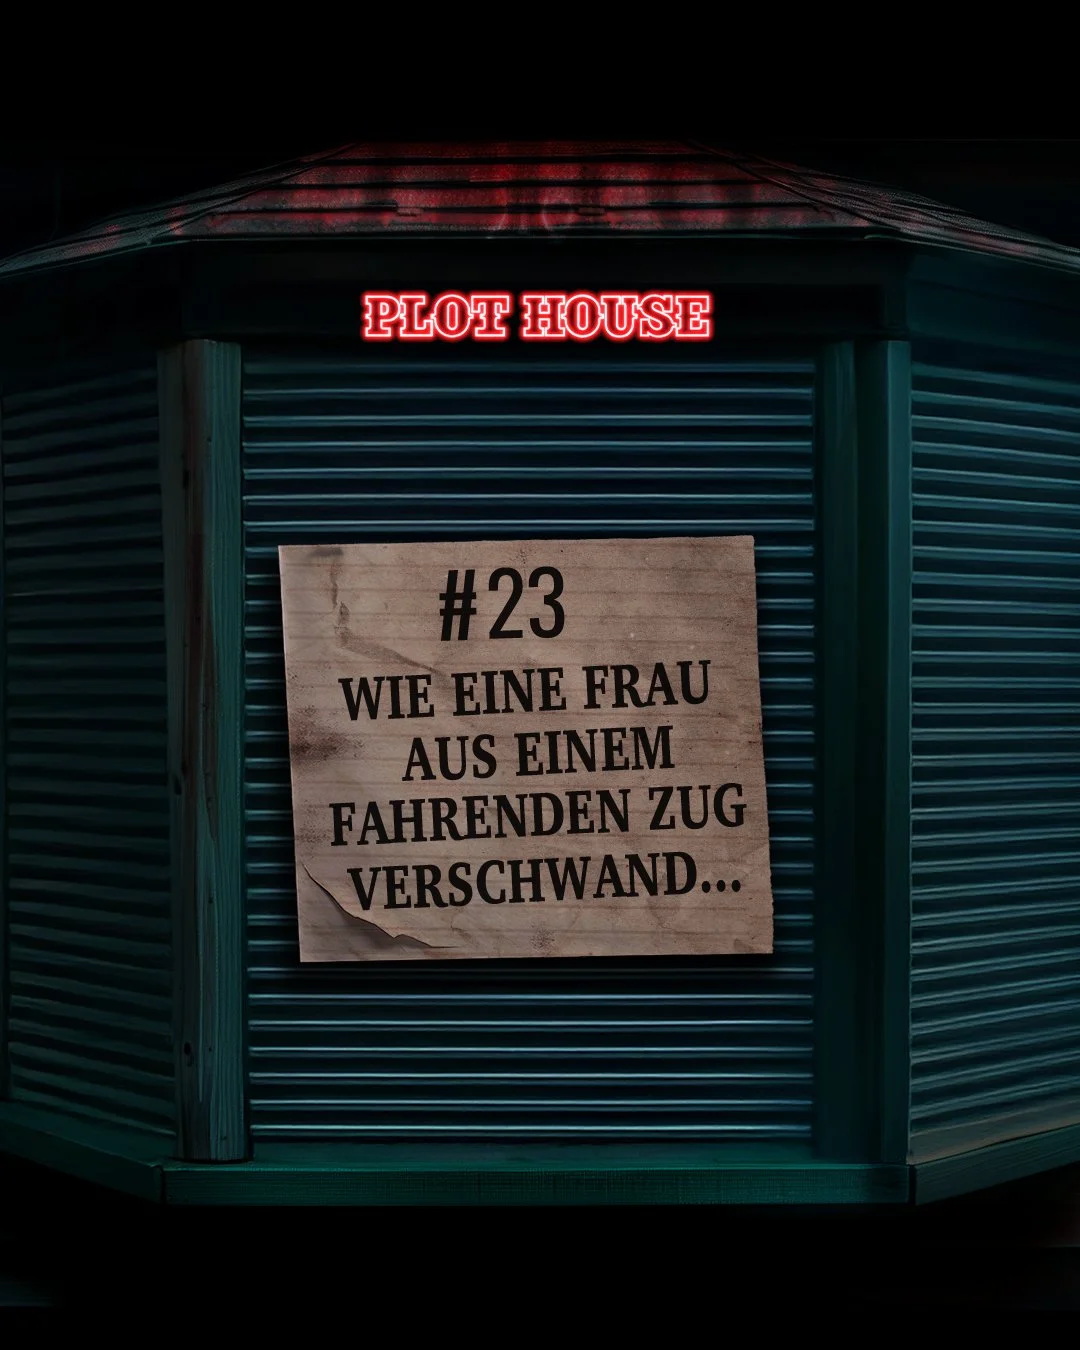 PLOT HOUSE
#23
WIE EINE FRAU
AUS EINEM
FAHRENDEN ZUG
VERSCHWAND...